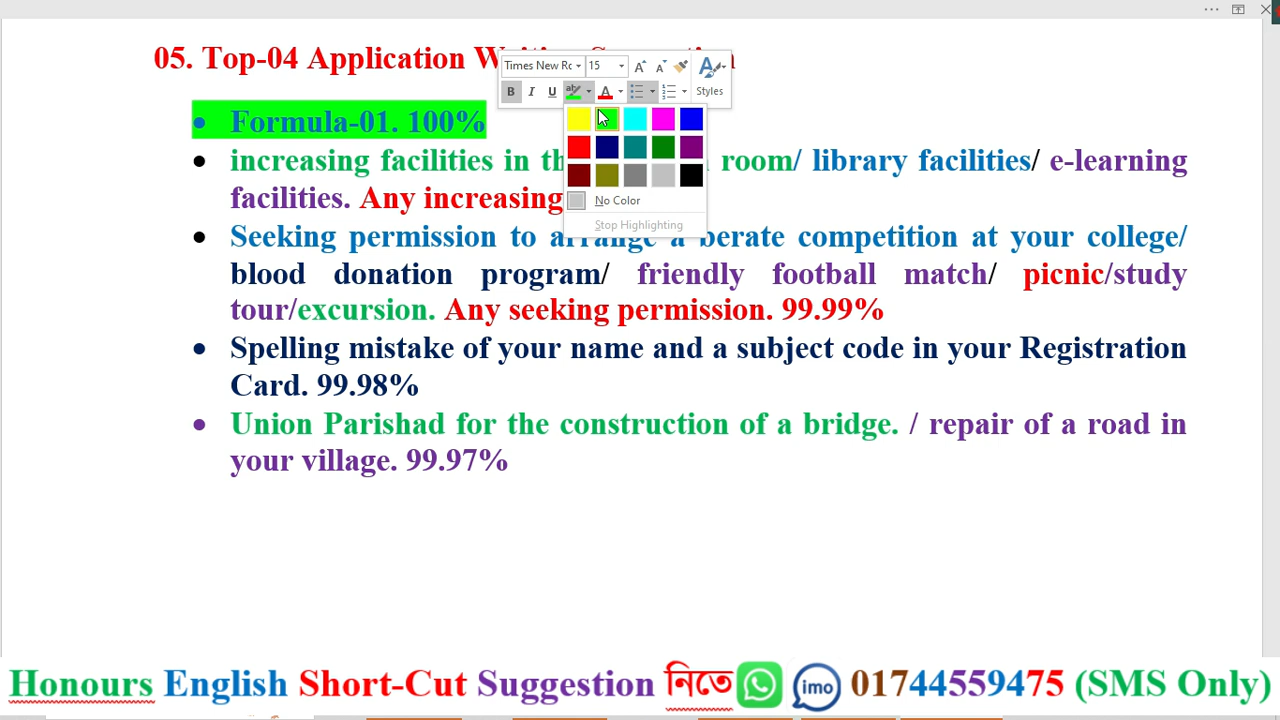 05. Top-04 Application
Times New Rc 15
Styles
Formula-01. 100%
increasing facilities in room/ library facilities/ e-learning
facilities. Any increasing
No Color
Stop Highlighting
Seeking permission to arrange a berate competition at your college/
blood donation program/ friendly football match/ picnic/study
tour/excursion. Any seeking permission. 99.99%
Spelling mistake of your name and a subject code in your Registration
Card. 99.98%
Union Parishad for the construction of a bridge. / repair of a road in
your village. 99.97%
Honours English Short-Cut Suggestion নিতে imo 01744559475 (SMS Only)